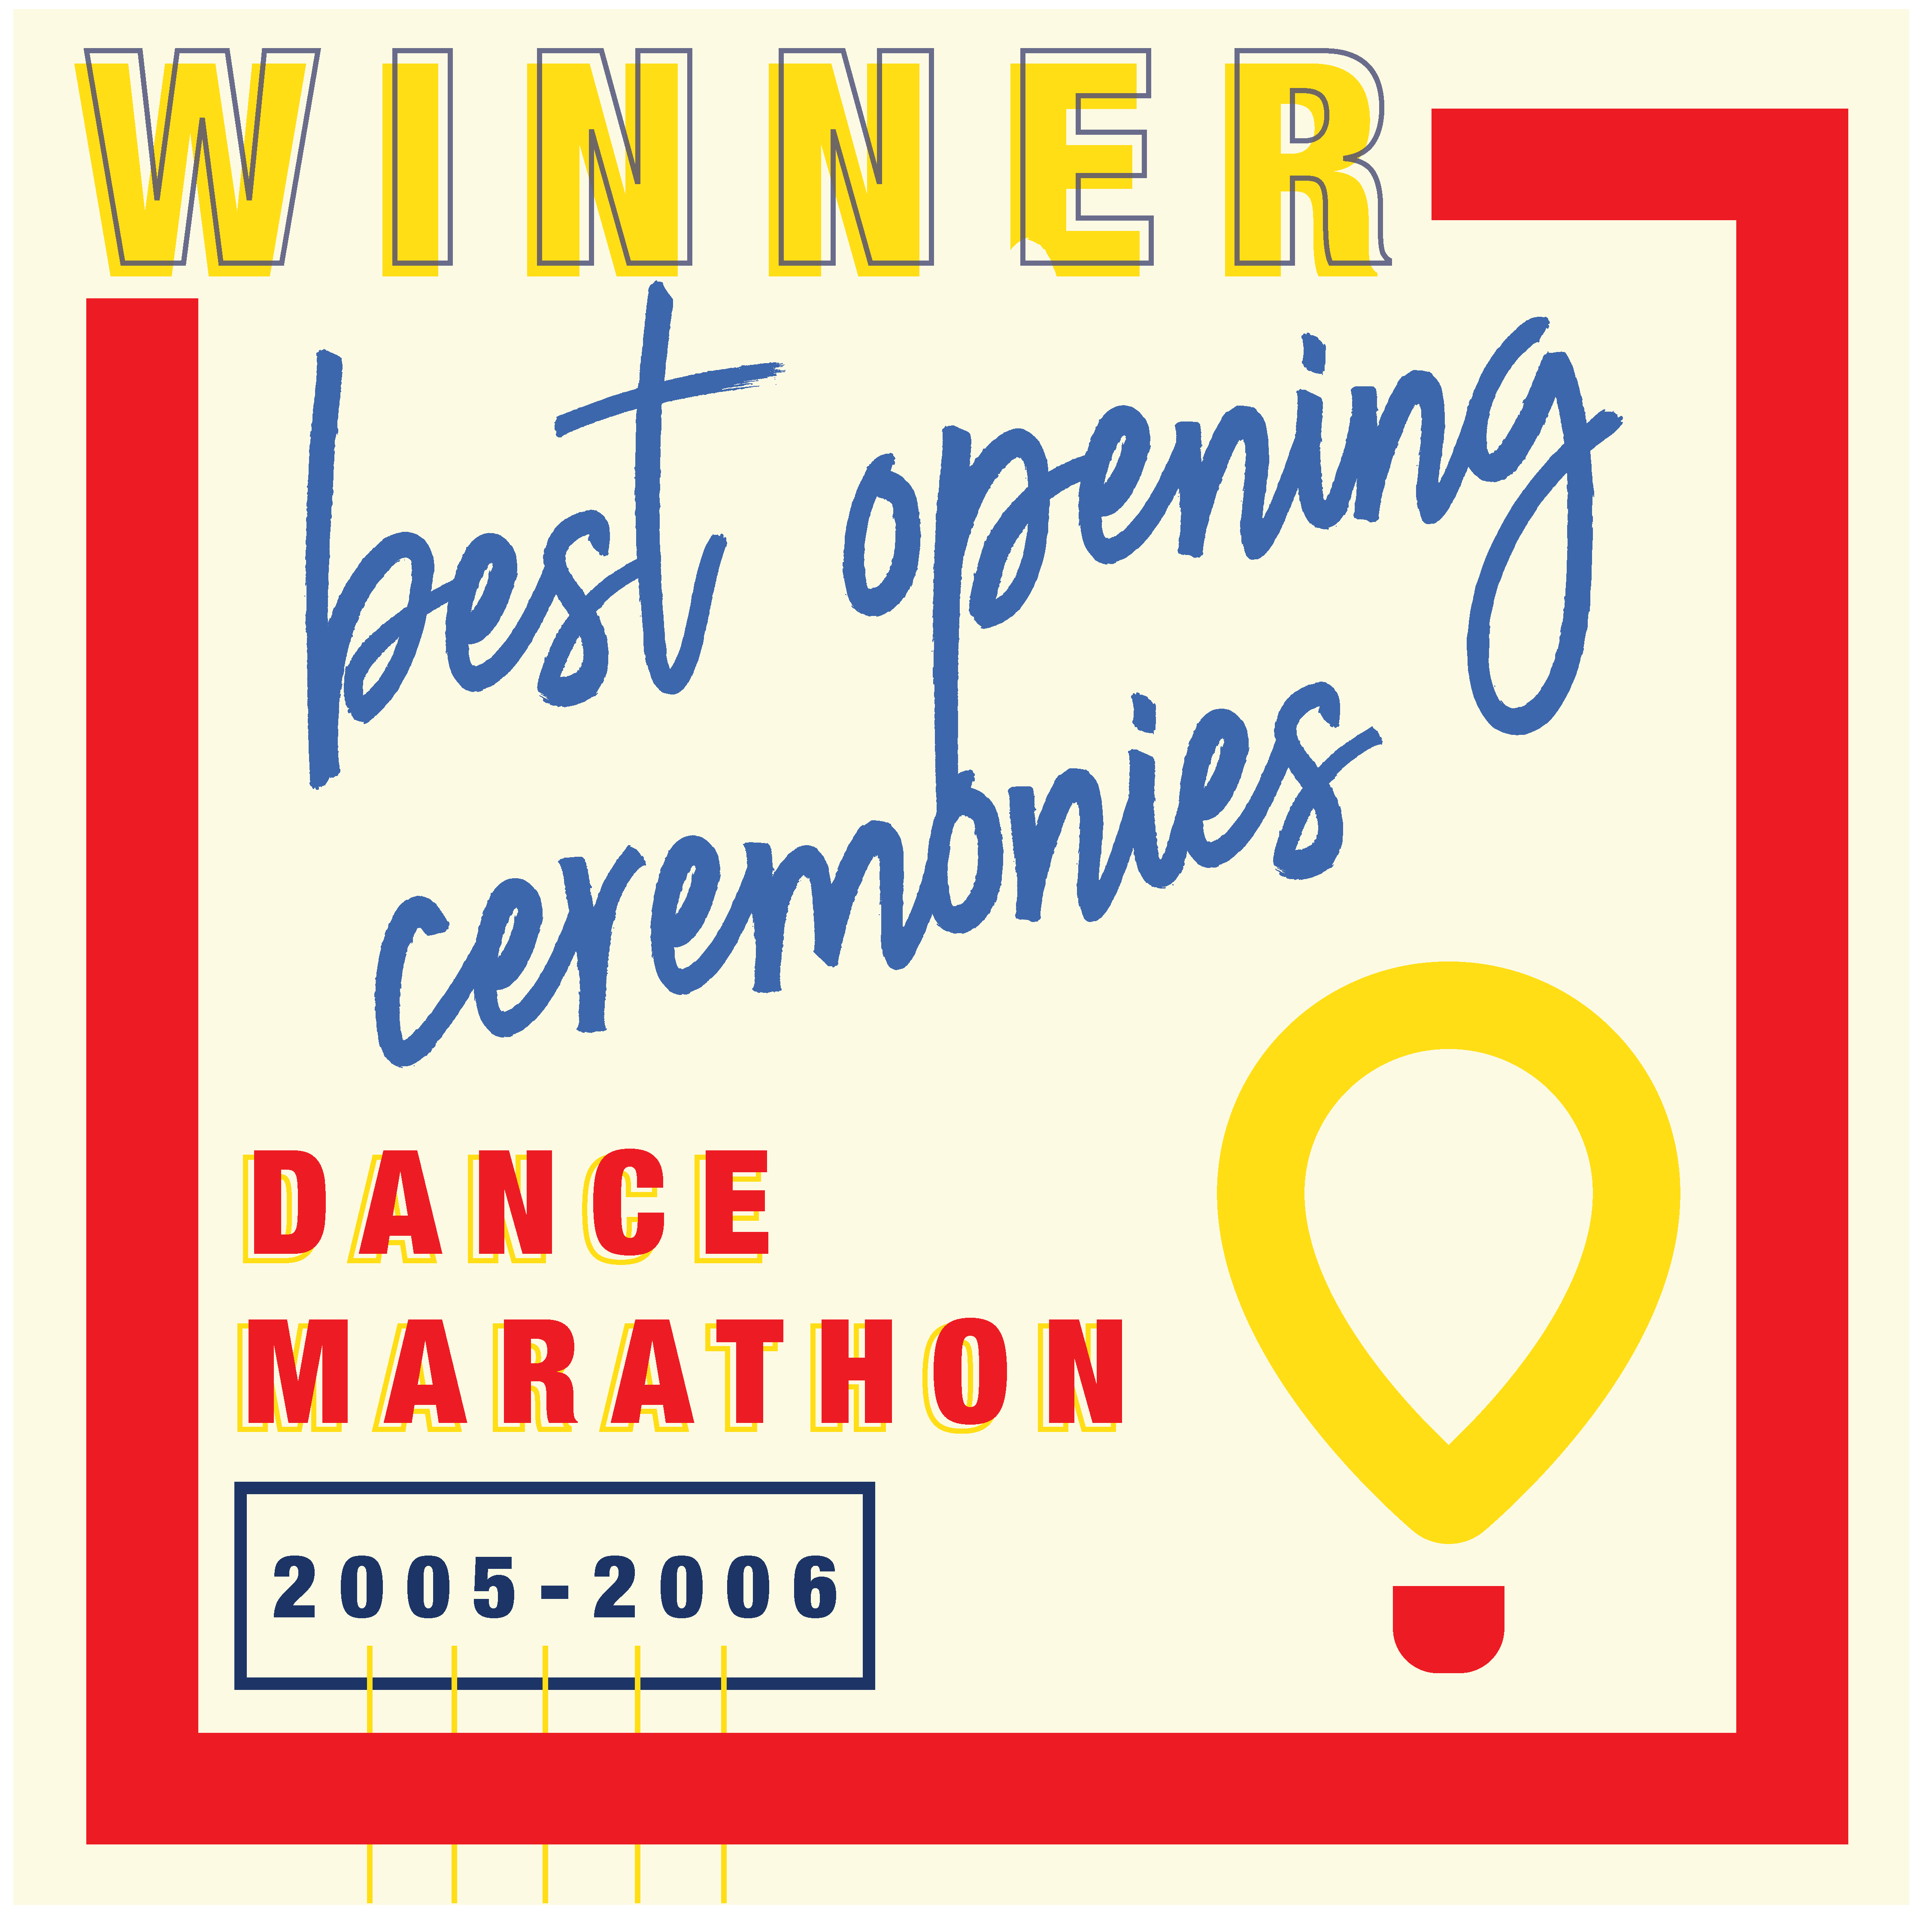 WINNER
best opening
ceremonies
DANCE
MARATHON
2005-2006